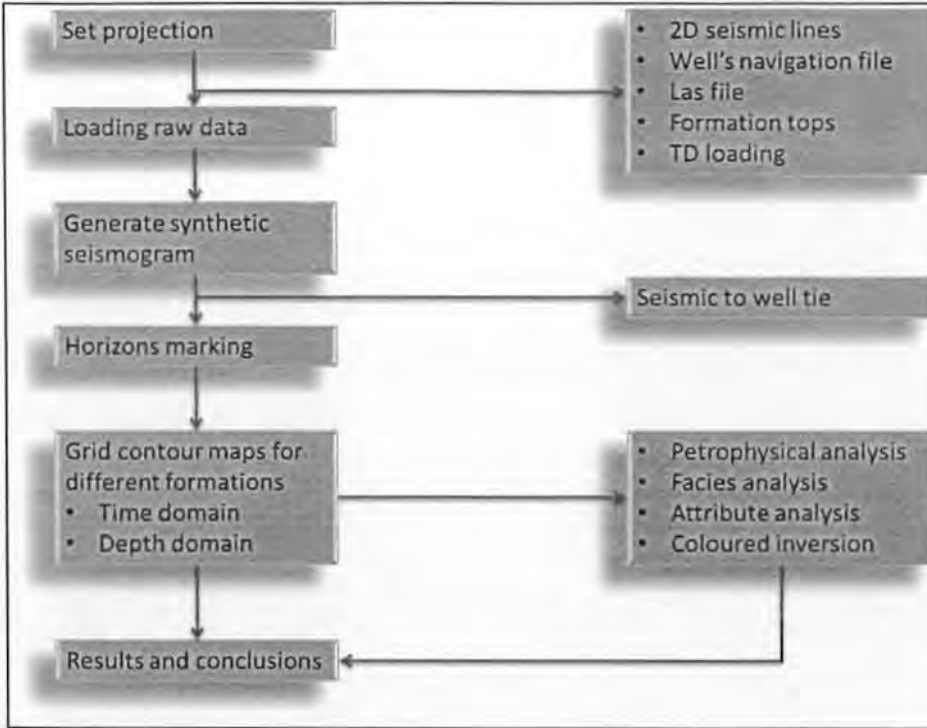 Set projection
• 2D seismic lines
• Well's navigation file
• Las file
• Formation tops
• TD loading
Loading raw data
Generate synthetic
seismogram
Seismic to well tie
Horizons marking
Grid contour maps for
different formations
• Time domain
• Depth domain
• Petrophysical analysis
• Facies analysis
• Attribute analysis
• Coloured inversion
Results and conclusions